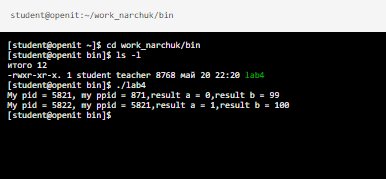 student@openit:~/work_narchuk/bin
[student@openit ~]$ cd work_narchuk/bin
[student@openit bin]$ ls -l
итого 12
-rwxr-xr-x. 1 student teacher 8768 май 20 22:20 lab4
[student@openit bin]$ ./lab4
My pid = 5821, my ppid = 871,result a = 0,result b = 99
My pid = 5822, my ppid = 5821,result a = 1,result b = 100
[student@openit bin]$